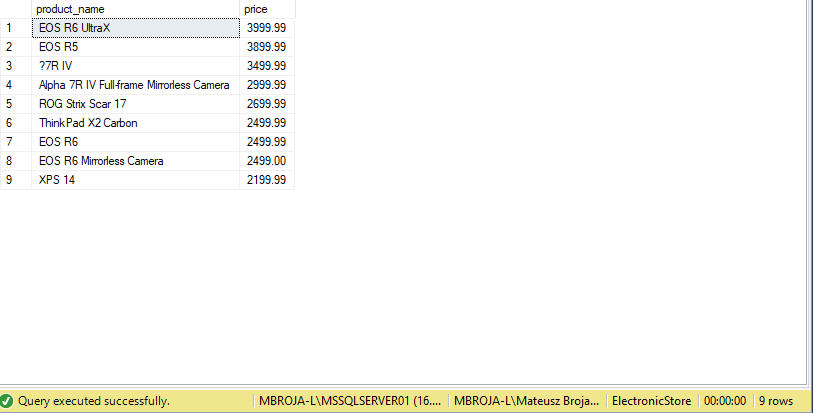 product_name price
1 EOS R6 UltraX 3999.99
2 EOS R5 3899.99
3 ?7R IV 3499.99
4 Alpha 7R IV Full-frame Mirrorless Camera 2999.99
5 ROG Strix Scar 17 2699.99
6 ThinkPad X2 Carbon 2499.99
7 EOS R6 2499.99
8 EOS R6 Mirrorless Camera 2499.00
9 XPS 14 2199.99
Query executed successfully. MBROJA-L\MSSQLSERVER01 (16.... MBROJA-L\Mateusz Broja... ElectronicStore 00:00:00 9 rows